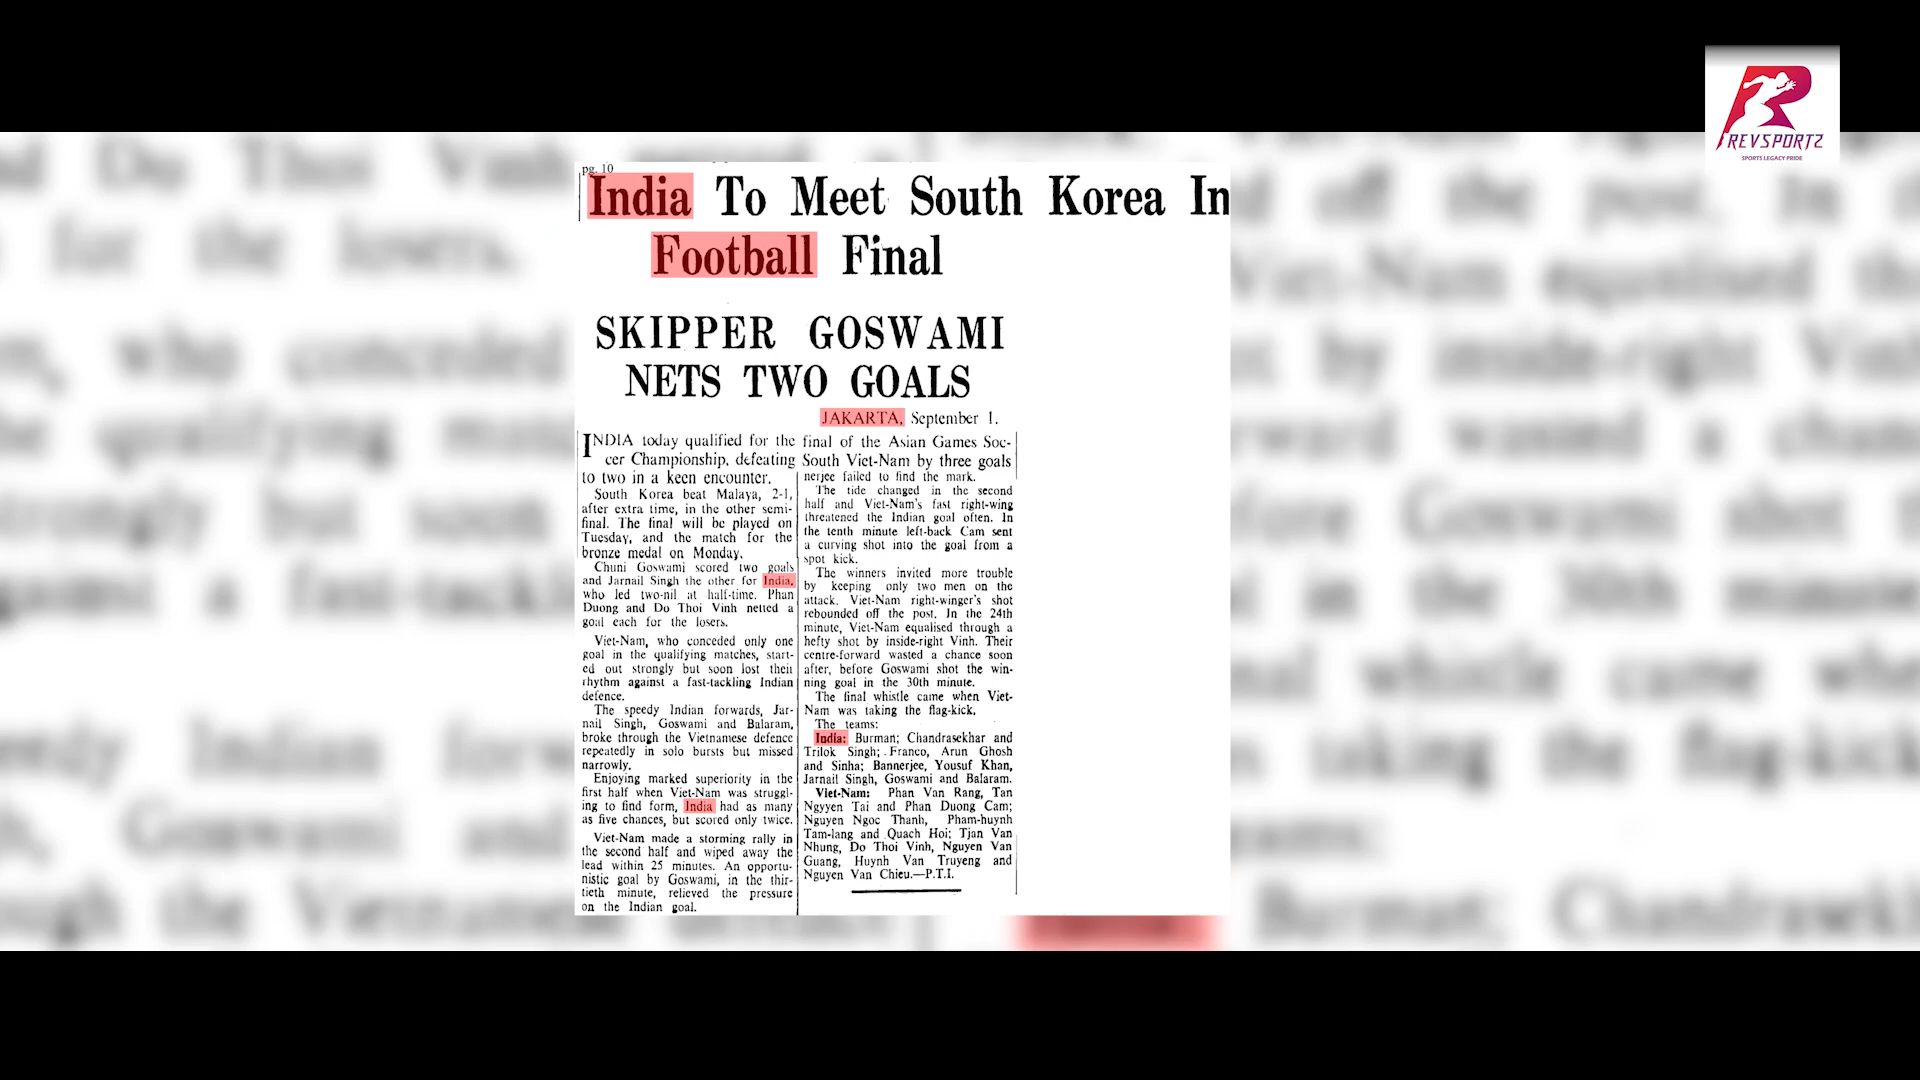 REVSPORTZ
SPORTS LEGACY PRIDE
pg. 10
India To Meet South Korea In
Football Final
SKIPPER GOSWAMI
NETS TWO GOALS
JAKARTA, September 1.
INDIA today qualified for the final of the Asian Games Soc-
cer Championship, defeating South Viet-Nam by three goals
to two in a keen encounter.
South Korea beat Malaya, 2-1,
after extra time, in the other semi-
final. The final will be played on
Tuesday, and the match for the
bronze medal on Monday.
Chuni Goswami scored two goals
and Jarnail Singh the other for India,
who led two-nil at half-time. Phan
Duong and Do Thoi Vinh netted a
goal each for the losers.
Viet-Nam, who conceded only one
goal in the qualifying matches, start-
ed out strongly but soon lost their
rhythm against a fast-tackling Indian
defence.
The speedy Indian forwards, Jar-
nail Singh, Goswami and Balaram,
broke through the Vietnamese defence
repeatedly in solo bursts but missed
narrowly.
Enjoying marked superiority in the
first half when Viet-Nam was struggl-
ing to find form, India had as many
as five chances, but scored only twice.
Viet-Nam made a storming rally in
the second half and wiped away the
lead within 25 minutes. An opportu-
nistic goal by Goswami, in the thir-
tieth minute, relieved the pressure
on the Indian goal.
nerjee failed to find the mark.
The tide changed in the second
half and Viet-Nam's fast right-wing
threatened the Indian goal often. In
the tenth minute left-back Cam sent
a curving shot into the goal from a
spot kick.
The winners invited more trouble
by keeping only two men on the
attack. Viet-Nam right-winger's shot
rebounded off the post. In the 24th
minute, Viet-Nam equalised through a
hefty shot by inside-right Vinh. Their
centre-forward wasted a chance soon
after, before Goswami shot the win-
ning goal in the 30th minute.
The final whistle came when Viet-
Nam was taking the flag-kick.
The teams:
India: Burman; Chandrasekhar and
Trilok Singh; Franco, Arun Ghosh
and Sinha; Bannerjee, Yousuf Khan,
Jarnail Singh, Goswami and Balaram.
Viet-Nam: Phan Van Rang, Tan
Ngyyen Tai and Phan Duong Cam;
Nguyen Ngoc Thanh, Pham-huynh
Tam-lang and Quach Hoi; Tjan Van
Nhung, Do Thoi Vinh, Nguyen Van
Guang, Huynh Van Truyeng and
Nguyen Van Chieu.—P.T.I.